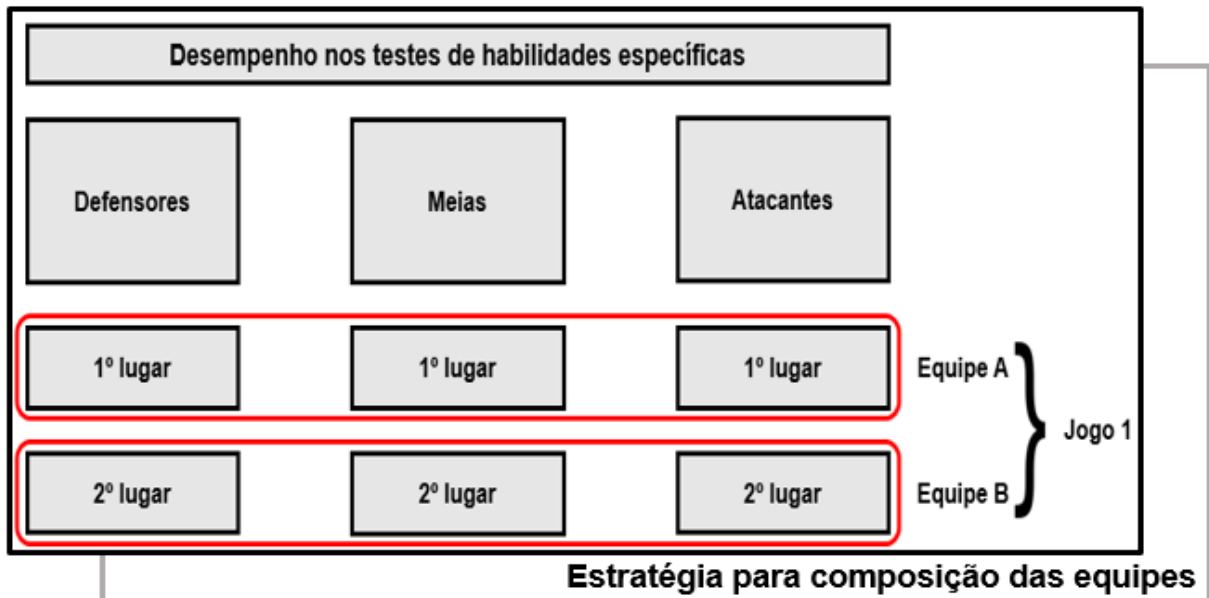 Desempenho nos testes de habilidades específicas
Defensores
Meias
Atacantes
1º lugar
1º lugar
1º lugar
Equipe A
2º lugar
2º lugar
2º lugar
Equipe B
Jogo 1
Estratégia para composição das equipes